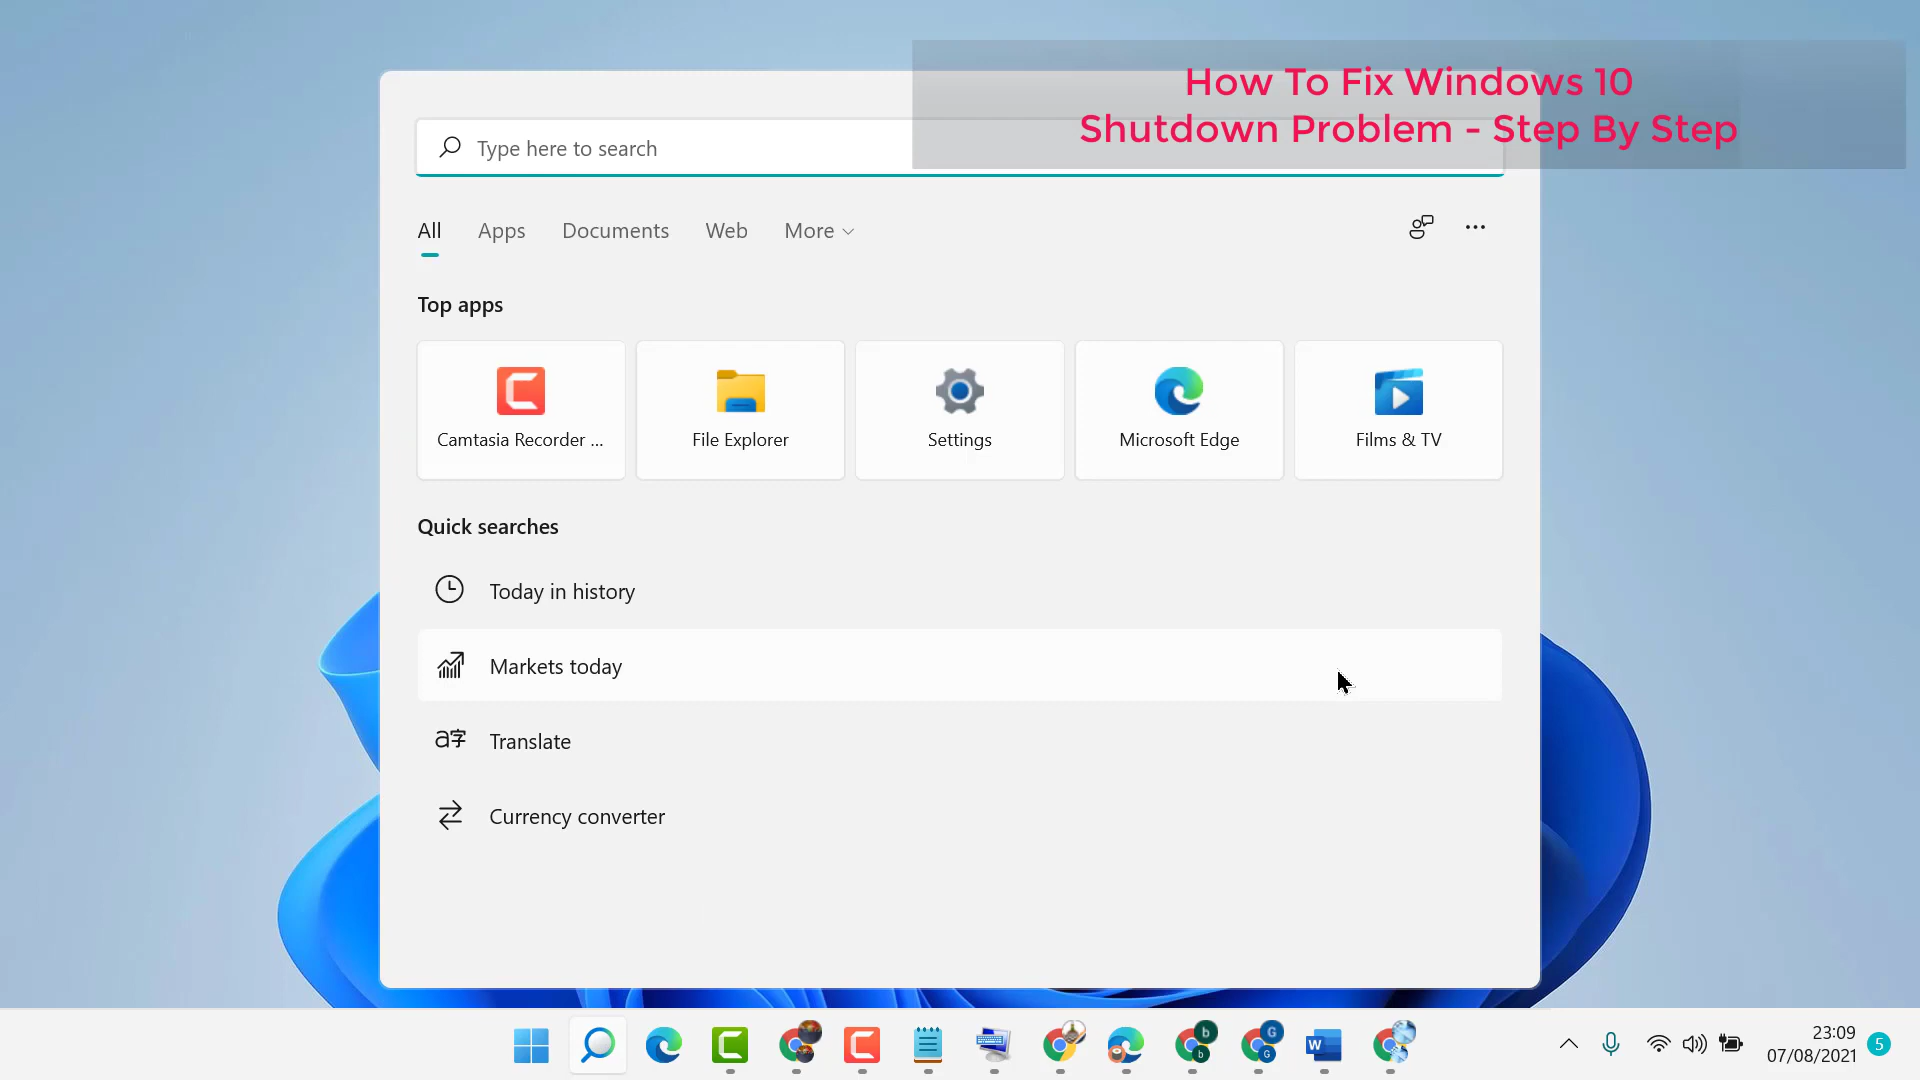 How To Fix Windows 10
Shutdown Problem - Step By Step
Type here to search
All Apps Documents Web More
Top apps
Camtasia Recorder ... File Explorer Settings Microsoft Edge Films & TV
Quick searches
Today in history
Markets today
Translate
Currency converter
23:09
07/08/2021
5
b
b
G
G
W